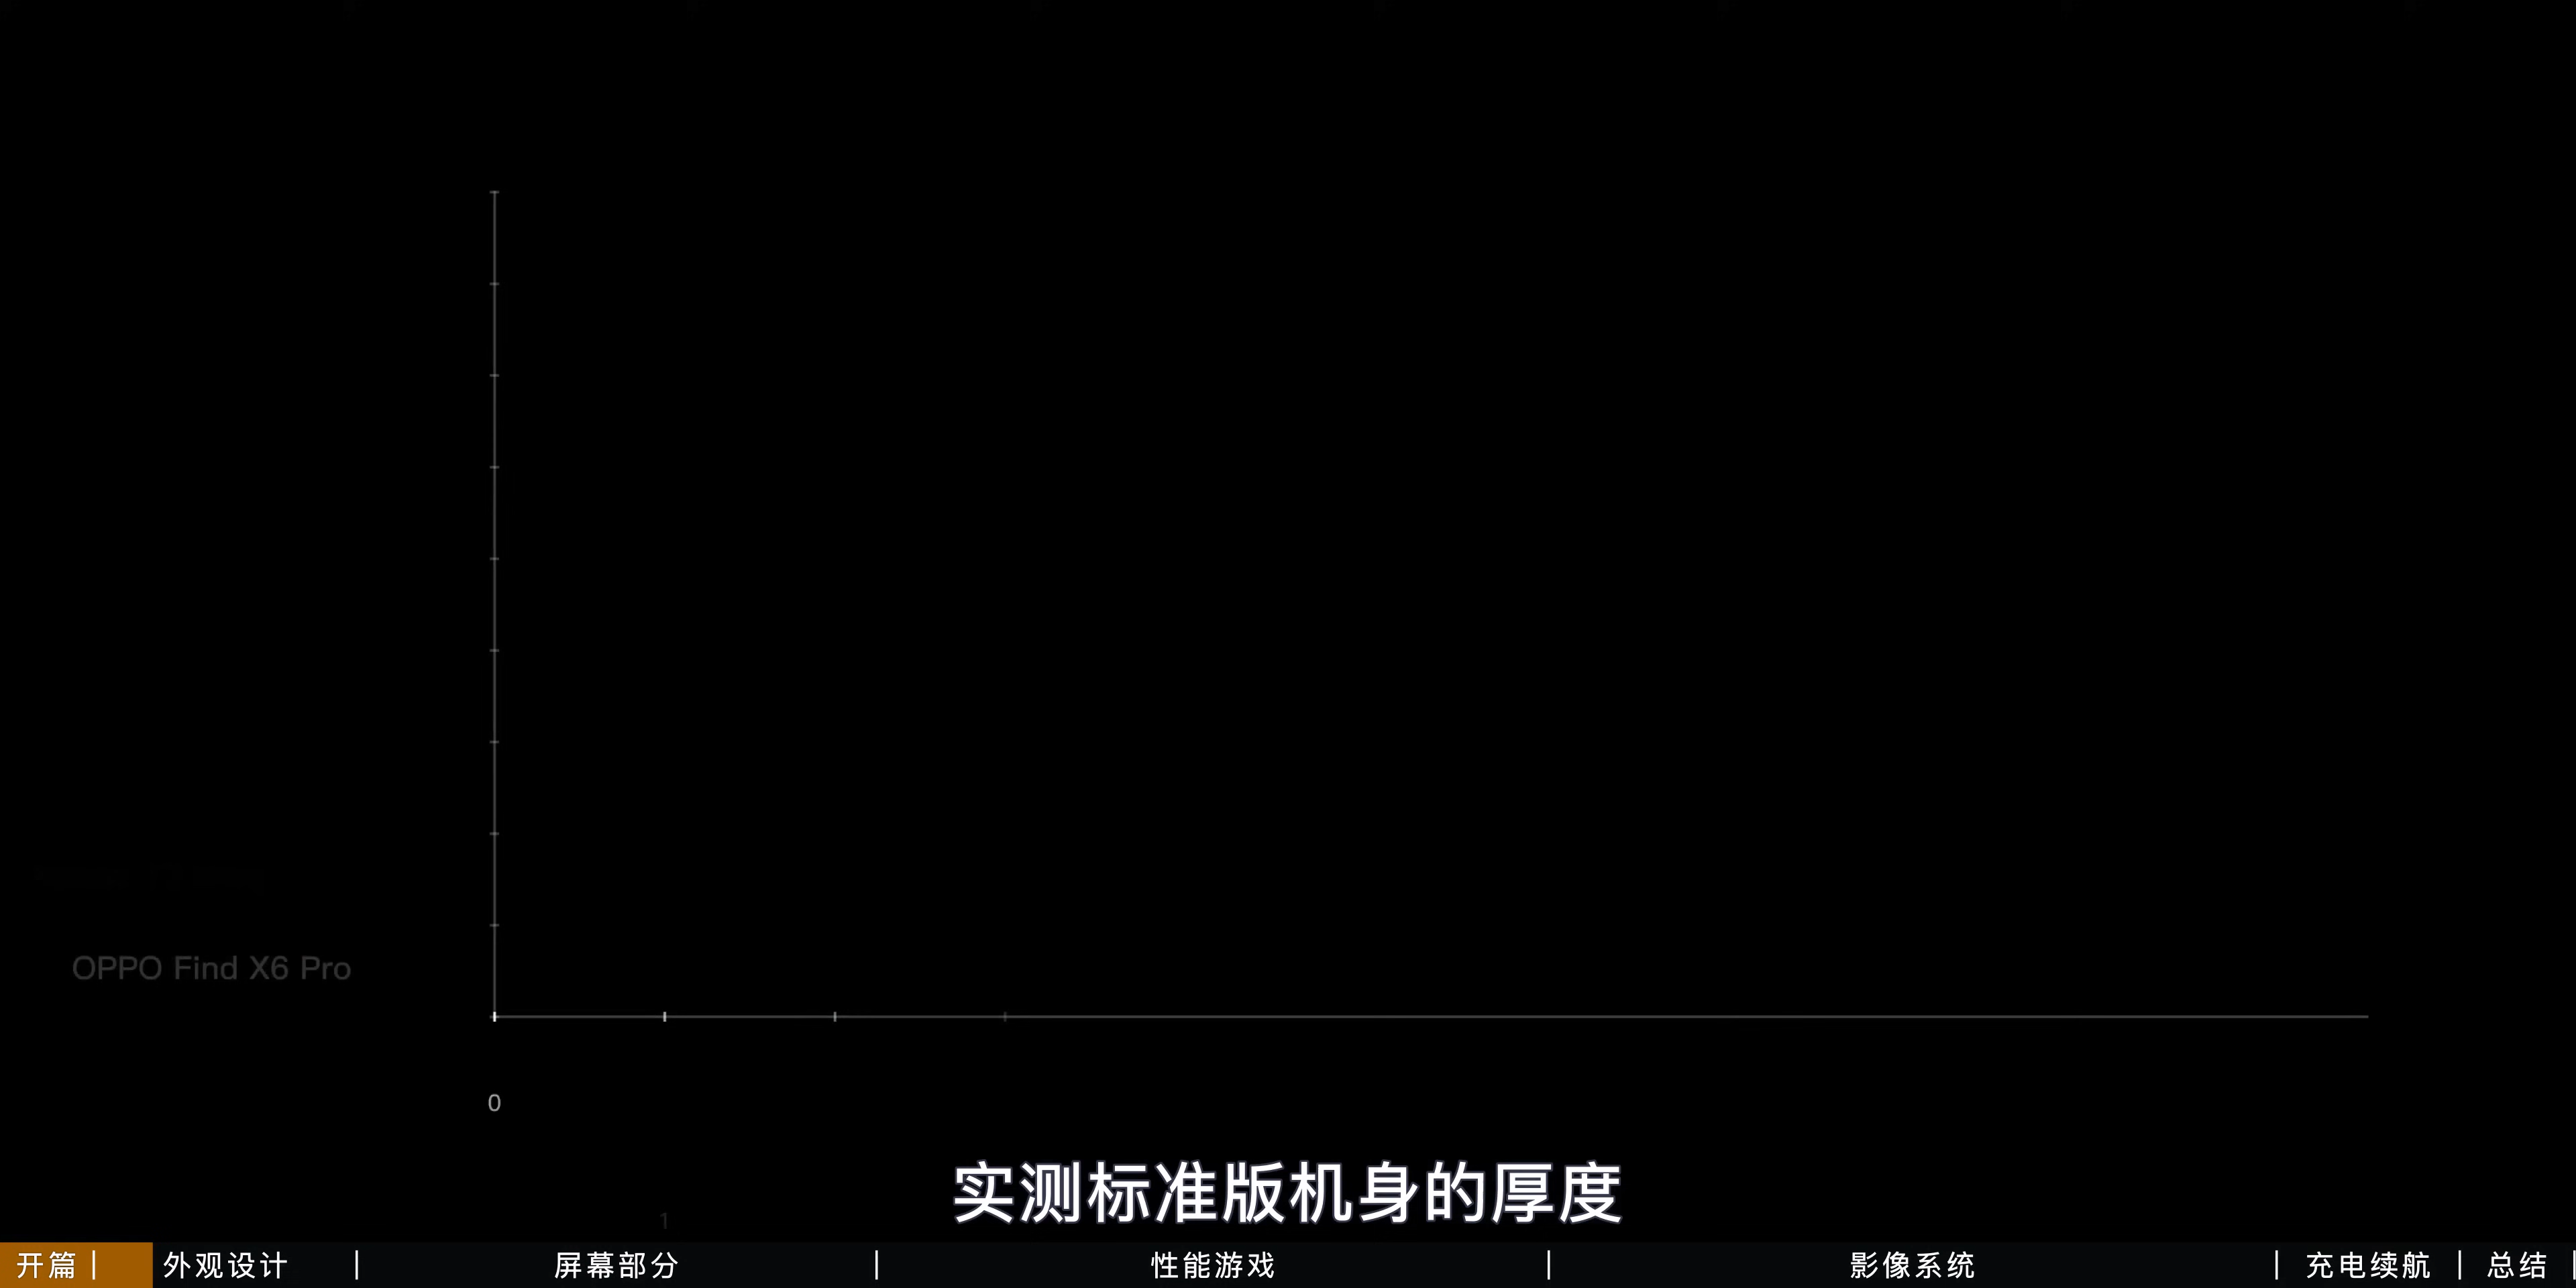 OPPO Find X6 Pro
0
1
实测标准版机身的厚度
开篇 | 外观设计 | 屏幕部分 | 性能游戏 | 影像系统 | 充电续航 | 总结